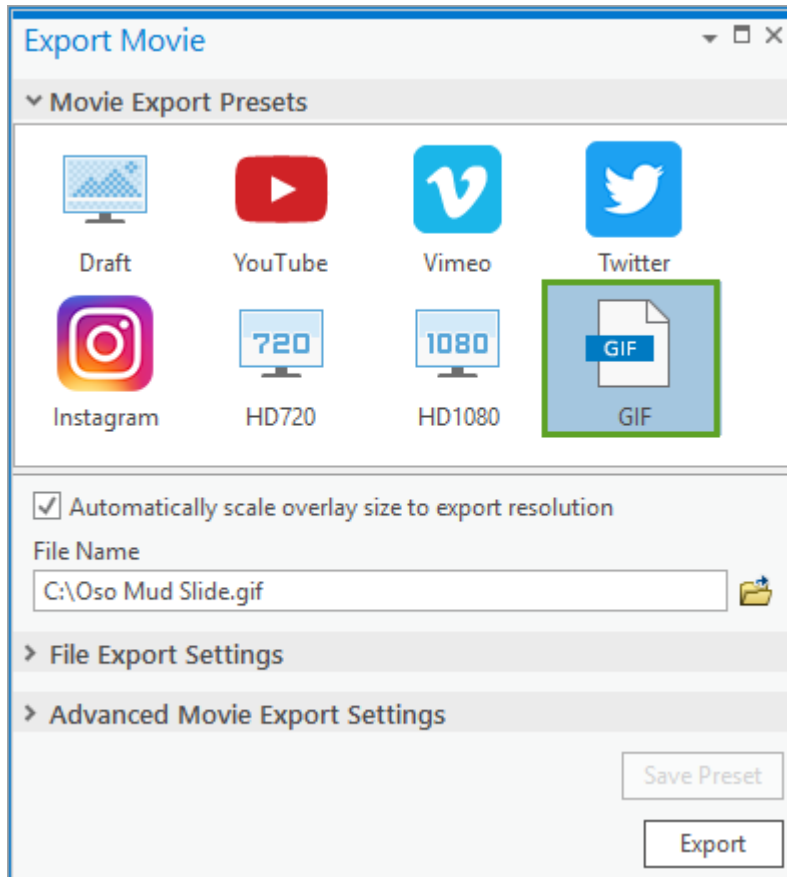 Export Movie
Movie Export Presets
Draft YouTube Vimeo Twitter
720 1080 GIF
Instagram HD720 HD1080 GIF
Automatically scale overlay size to export resolution
File Name
C:\Oso Mud Slide.gif
File Export Settings
Advanced Movie Export Settings
Save Preset
Export